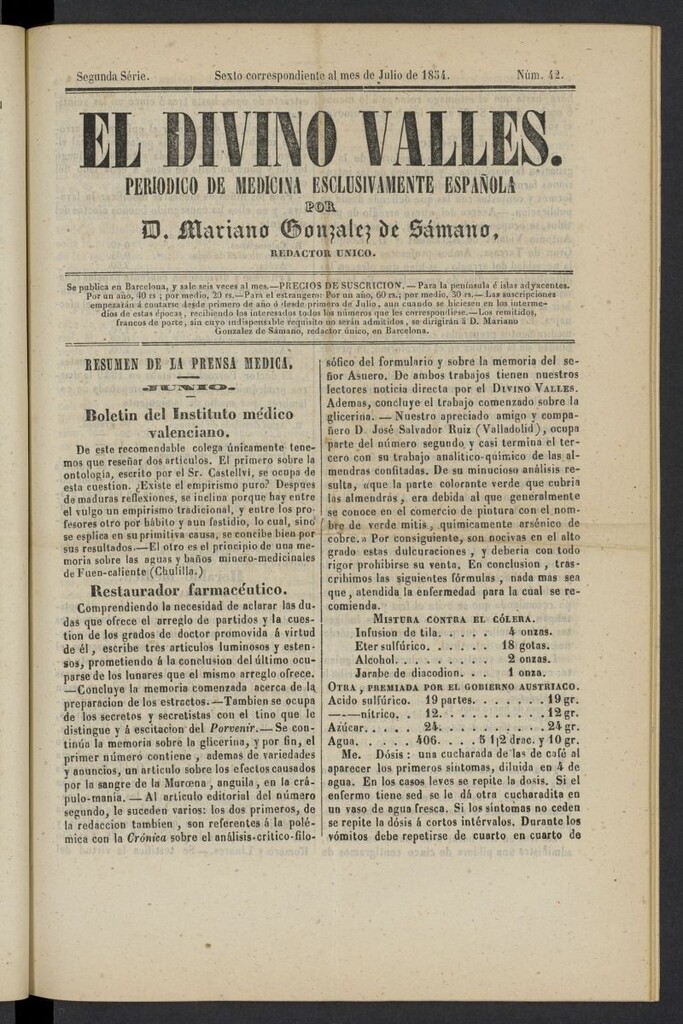 Segunda Série. Sexto correspondiente al mes de Julio de 1854. Núm. 42.
EL DIVINO VALLES.
PERIODICO DE MEDICINA ESCLUSIVAMENTE ESPAÑOLA
POR
D. Mariano Gonzalez de Sámano,
REDACTOR UNICO.
Se publica en Barcelona, y sale seis veces al mes.—PRECIOS DE SUSCRICION.—Para la península é islas adyacentes.
Por un año, 40 rs ; por medio, 20 rs.—Para el estrangero: Por un año, 60 rs.; por medio, 30 rs.—Las suscripciones
empezarán á contarse desde primero de año ó desde primero de Julio, aun cuando se hiciesen en los interme-
dios de estas épocas, recibiendo los interesados todos los números que les correspondiese.—Los remitidos,
francos de porte, sin cuyo indispensable requisito no serán admitidos, se dirigirán á D. Mariano
Gonzalez de Sámano, redactor único, en Barcelona.
RESUMEN DE LA PRENSA MEDICA.
JUNIO.
Boletin del Instituto médico
valenciano.
De este recomendable colega únicamente tene-
mos que reseñar dos artículos. El primero sobre la
ontología, escrito por el Sr. Castellví, se ocupa de
esta cuestion. ¿Existe el empirismo puro? Despues
de maduras reflexiones, se inclina porque hay entre
el vulgo un empirismo tradicional, y entre los pro-
fesores otro por hábito y aun fastidio, lo cual, sinó
se esplica en su primitiva causa, se concibe bien por
sus resultados.—El otro es el principio de una me-
moria sobre las aguas y baños minero-medicinales
de Fuen-caliente (Chulilla.)
Restaurador farmacéutico.
Comprendiendo la necesidad de aclarar las du-
das que ofrece el arreglo de partidos y la cues-
tion de los grados de doctor promovida á virtud
de él, escribe tres articulos luminosos y esten-
sos, prometiendo á la conclusion del último ocu-
parse de los lunares que el mismo arreglo ofrece.
—Concluye la memoria comenzada acerca de la
preparacion de los estractos.—Tambien se ocupa
de los secretos y secretistas con el tino que le
distingue y á escitacion del Porvenir.—Se con-
tinúa la memoria sobre la glicerina, y por fin, el
primer número contiene , ademas de variedades
y anuncios, un artículo sobre los efectos causados
por la sangre de la Murœna, anguila, en la crá-
pulo-mania. — Al artículo editorial del número
segundo, le suceden varios: los dos primeros, de
la redaccion tambien , son referentes á la polé-
mica con la Crónica sobre el análisis-crítico-filo-
sófico del formulario y sobre la memoria del se-
ñor Asuero. De ambos trabajos tienen nuestros
lectores noticia directa por el DIVINO VALLES.
Ademas, concluye el trabajo comenzado sobre la
glicerina. — Nuestro apreciado amigo y compa-
ñero D. José Salvador Ruiz (Valladolid), ocupa
parte del número segundo y casi termina el ter-
cero con su trabajo analítico-químico de las al-
mendras confitadas. De su minucioso análisis re-
sulta, «que la parte colorante verde que cubria
las almendras , era debida al que generalmente
se conoce en el comercio de pintura con el nom-
bre de verde mitis , quimicamente arsénico de
cobre.» Por consiguiente, son nocivas en el alto
grado estas dulcuraciones , y deberia con todo
rigor prohibirse su venta. En conclusion , tras-
cribimos las siguientes fórmulas , nada mas sea
que, atendida la enfermedad para la cual se re-
comienda.
MISTURA CONTRA EL CÓLERA.
Infusion de tila. . . . . 4 onzas.
Eter sulfúrico. . . . . . 18 gotas.
Alcohol. . . . . . . . 2 onzas.
Jarabe de diacodion. . . . 1 onza.
OTRA , PREMIADA POR EL GOBIERNO AUSTRIACO.
Acido sulfúrico. 19 partes. . . . . . . 19 gr.
———nítrico. . 12. . . . . . . . . 12 gr.
Azúcar. . . . . 24. . . . . . . . . 24 gr.
Agua. . . . . 406. . . . 5 1|2 drac. y 10 gr.
Me. Dósis : una cucharada de las de café al
aparecer los primeros síntomas, diluida en 4 de
agua. En los casos leves se repite la dosis. Si el
enfermo tiene sed se le dá otra cucharadita en
un vaso de agua fresca. Si los síntomas no ceden
se repite la dósis á cortos intérvalos. Durante los
vómitos debe repetirse de cuarto en cuarto de